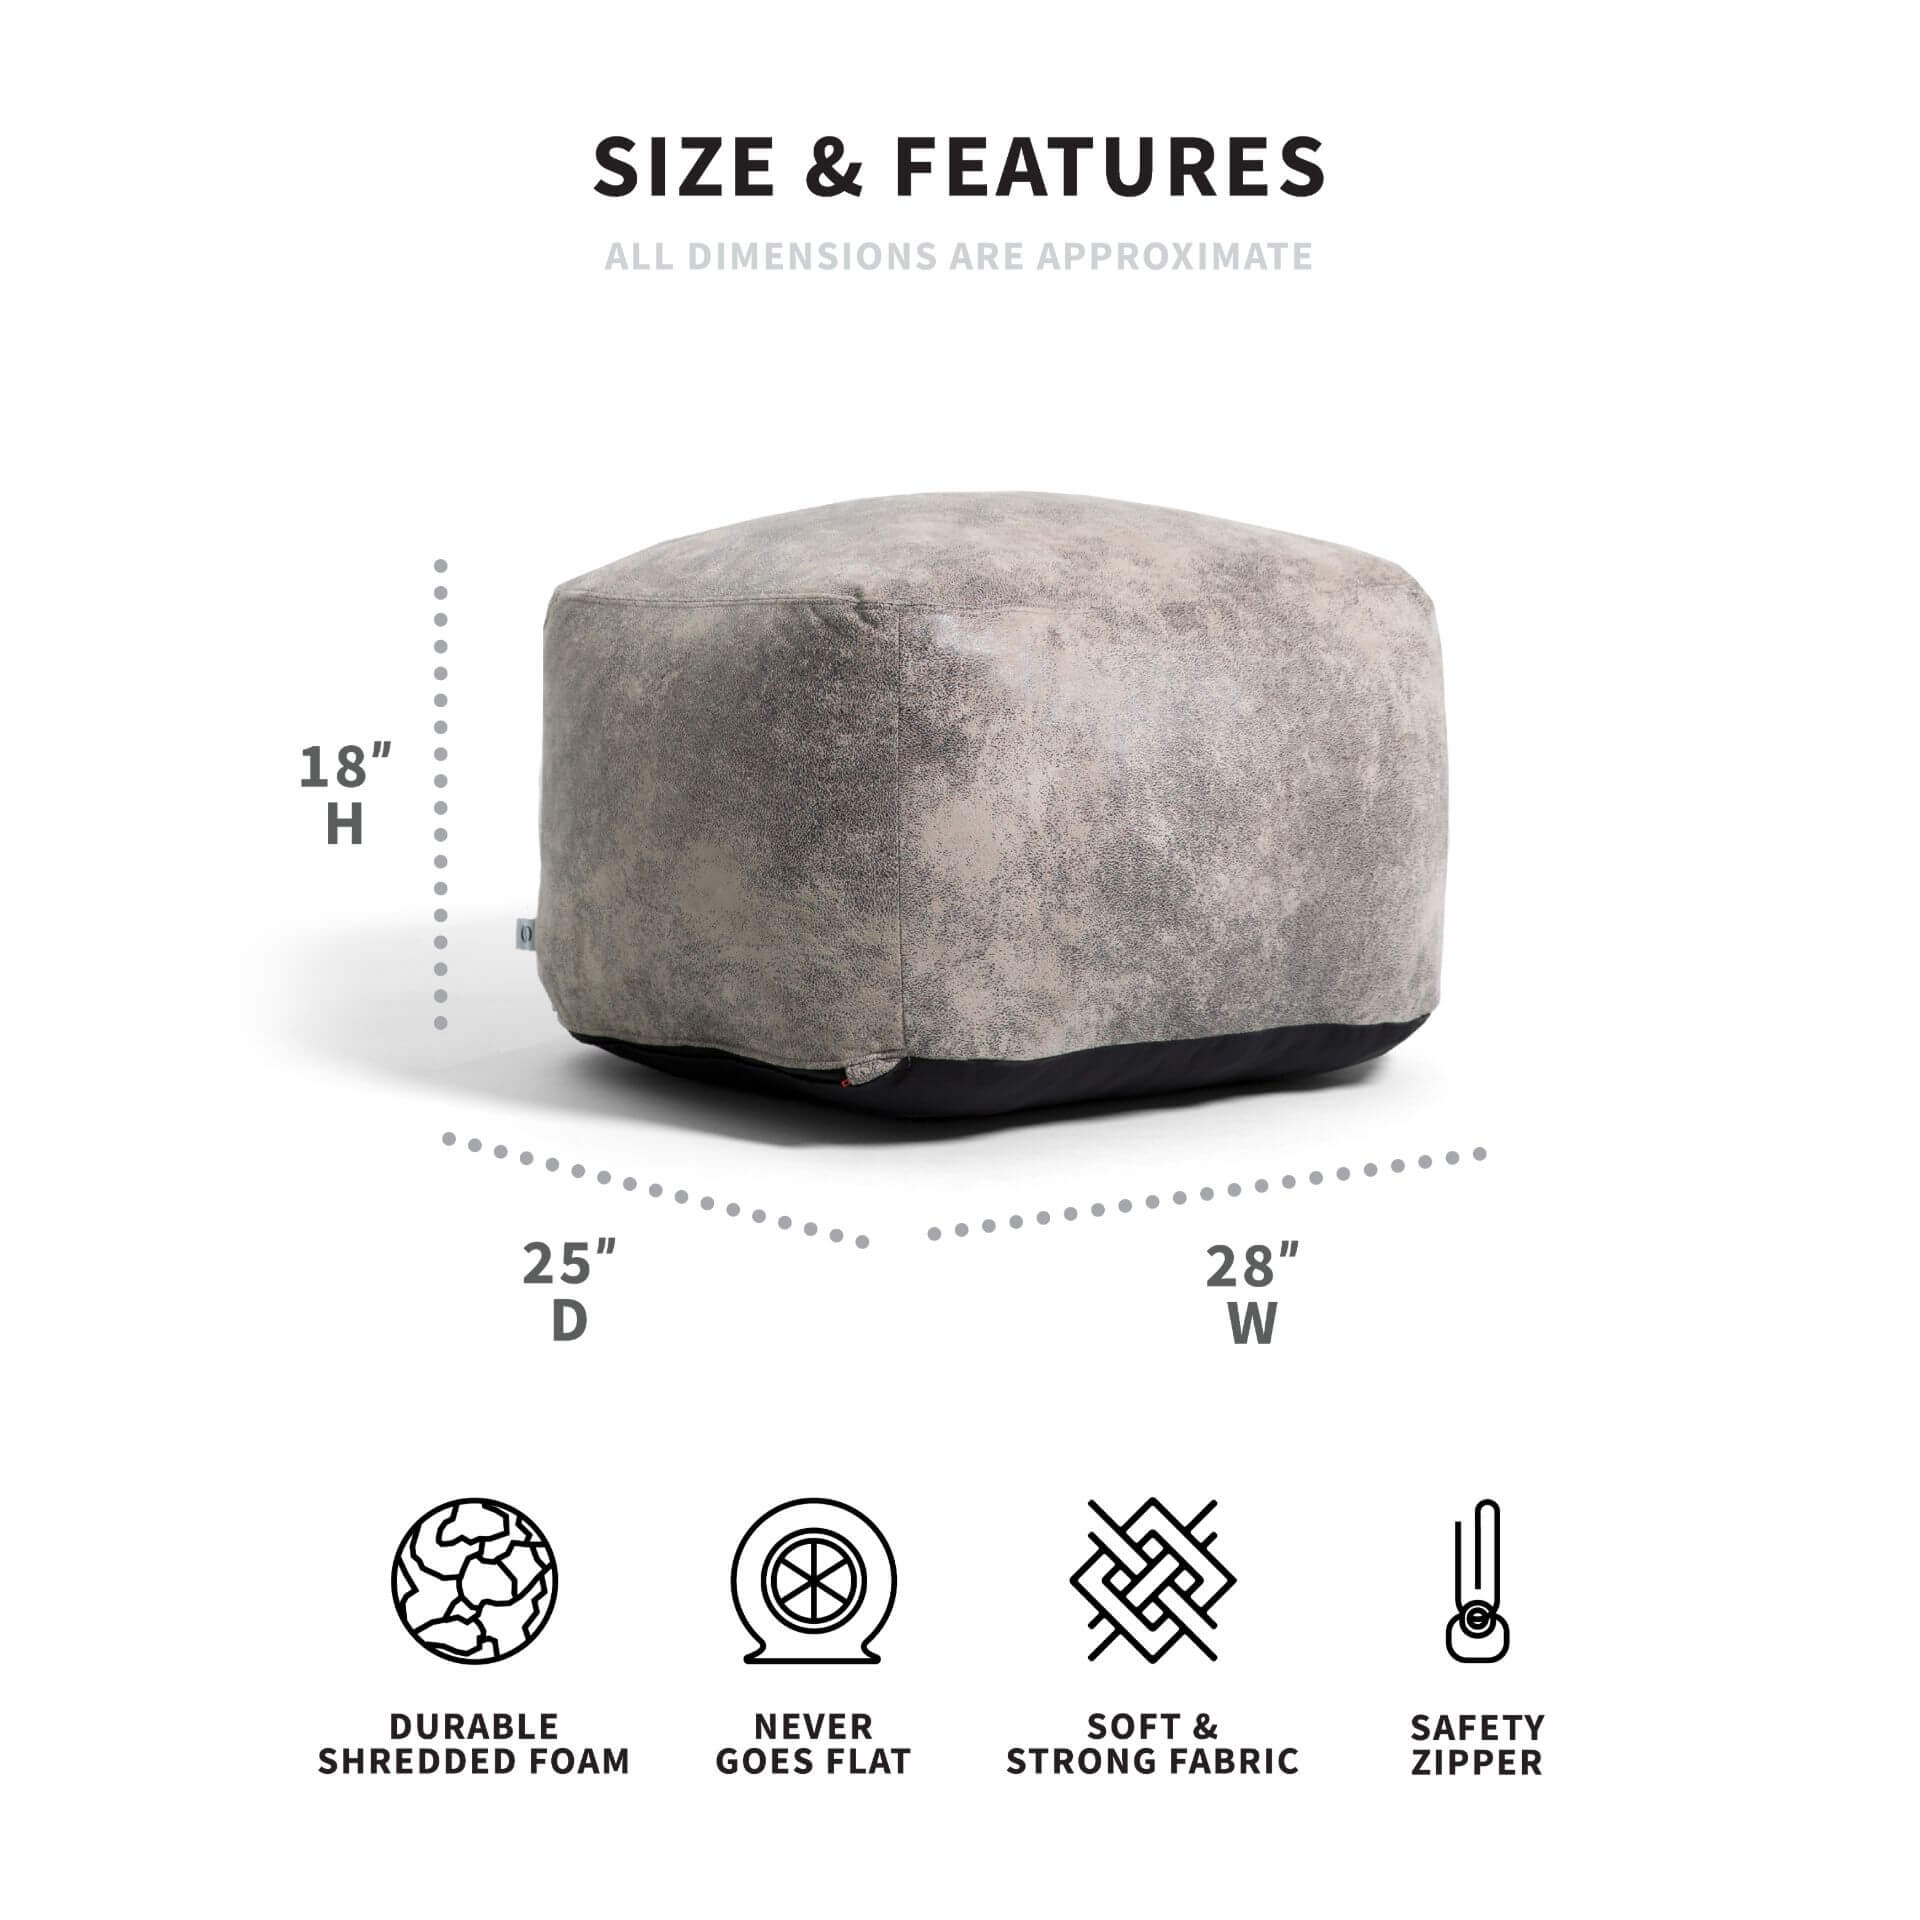 SIZE & FEATURES
ALL DIMENSIONS ARE APPROXIMATE
18"
H
25"
D
28"
W
DURABLE
SHREDDED FOAM
NEVER
GOES FLAT
SOFT &
STRONG FABRIC
SAFETY
ZIPPER